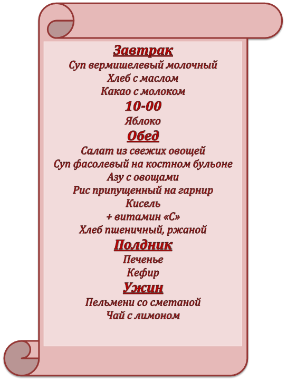 Завтрак
Суп вермишелевый молочный
Хлеб с маслом
Какао с молоком
10-00
Яблоко
Обед
Салат из свежих овощей
Суп фасолевый на костном бульоне
Азу с овощами
Рис припущенный на гарнир
Кисель
+ витамин «С»
Хлеб пшеничный, ржаной
Полдник
Печенье
Кефир
Ужин
Пельмени со сметаной
Чай с лимоном